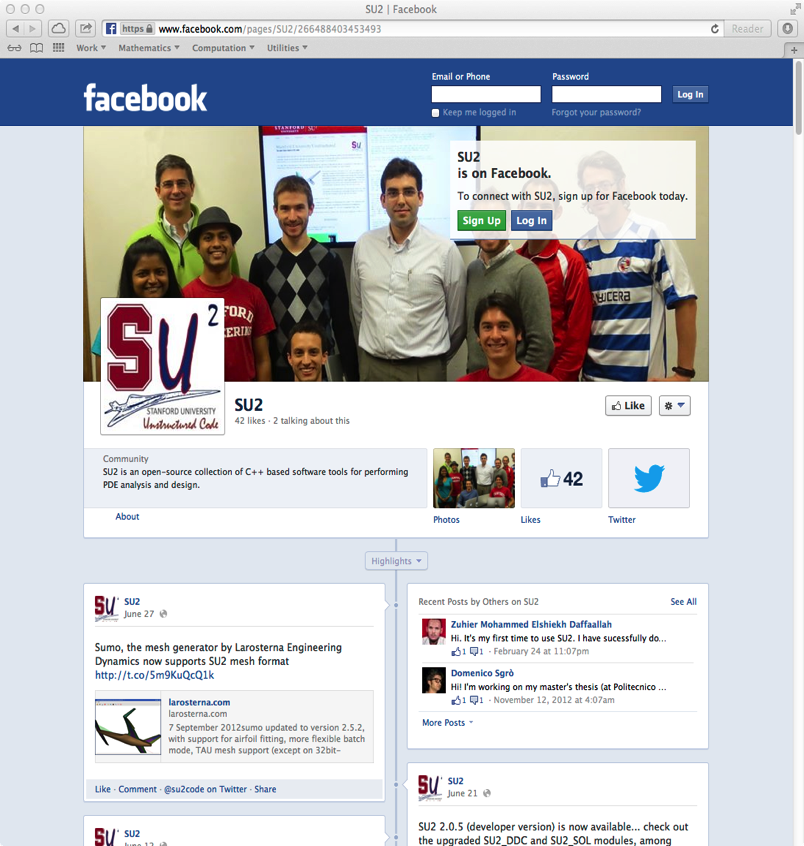 SU2 | Facebook
https www.facebook.com/pages/SU2/266488403453493
Reader
Work
Mathematics
Computation
Utilities
facebook
Email or Phone
Password
Log In
Keep me logged in
Forgot your password?
STANFORD
SU2
is on Facebook.
To connect with SU2, sign up for Facebook today.
Sign Up
Log In
KYOCERA
SU2
STANFORD UNIVERSITY
Unstructured Code
SU2
42 likes · 2 talking about this
Like
Community
SU2 is an open-source collection of C++ based software tools for performing
PDE analysis and design.
About
42
Photos
Likes
Twitter
Highlights
SU2
June 27
Sumo, the mesh generator by Larosterna Engineering
Dynamics now supports SU2 mesh format
http://t.co/5m9KuQcQ1k
larosterna.com
larosterna.com
7 September 2012sumo updated to version 2.5.2,
with support for airfoil fitting, more flexible batch
mode, TAU mesh support (except on 32bit-
Like · Comment · @su2code on Twitter · Share
SU2
June 12
Recent Posts by Others on SU2
See All
Zuhier Mohammed Elshiekh Daffaallah
Hi. It's my first time to use SU2. I have sucessfully do...
1 1 · February 24 at 11:07pm
Domenico Sgrò
Hi! I'm working on my master's thesis (at Politecnico ...
1 1 · November 12, 2012 at 4:07am
More Posts
SU2
June 21
SU2 2.0.5 (developer version) is now available... check out
the upgraded SU2_DDC and SU2_SOL modules, among